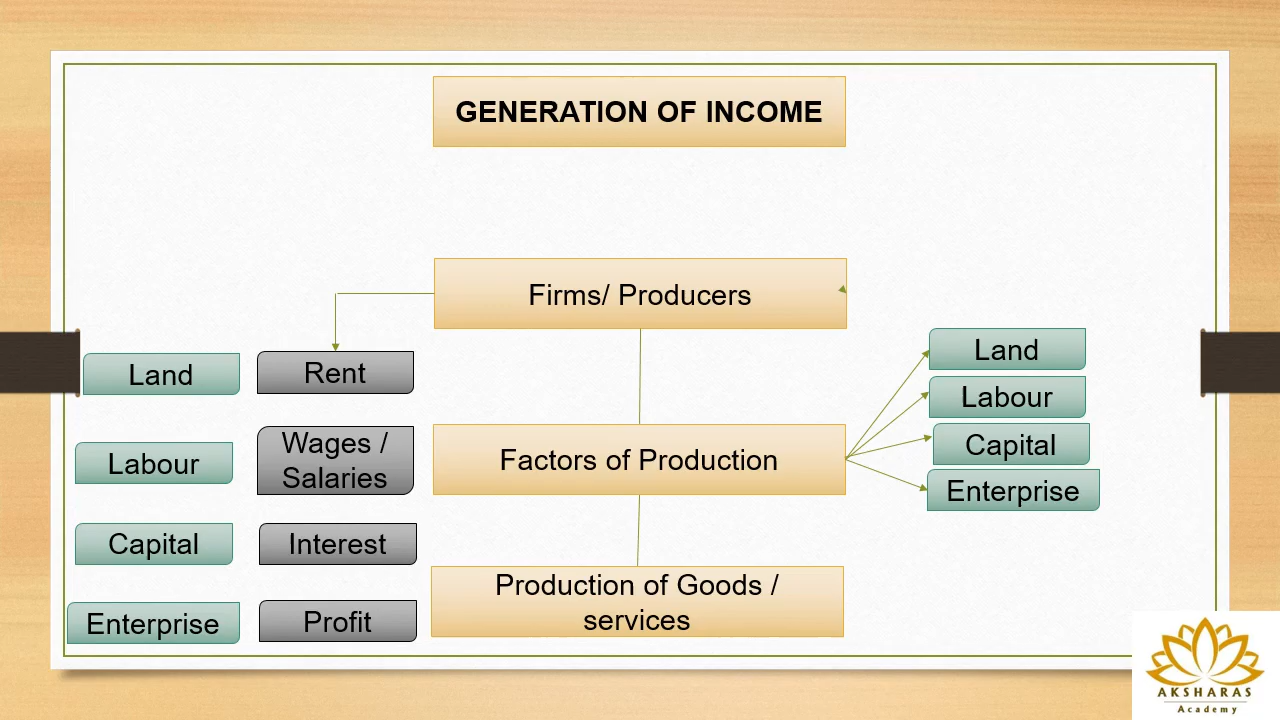 GENERATION OF INCOME
Firms/ Producers
Land
Rent
Land
Labour
Wages /
Salaries
Labour
Factors of Production
Capital
Enterprise
Capital
Interest
Production of Goods /
services
Enterprise
Profit
AKSHARAS
Academy